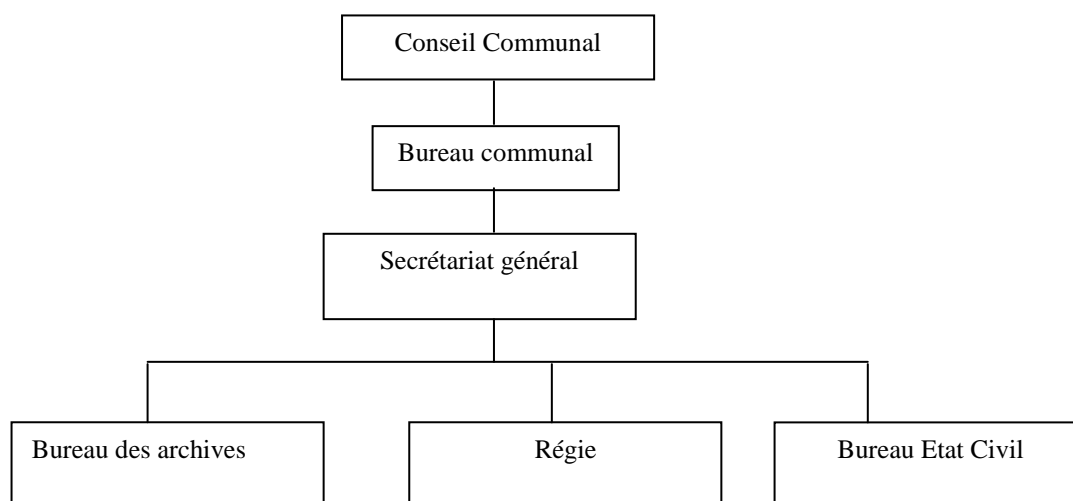 Conseil Communal
Bureau communal
Secrétariat général
Bureau des archives
Régie
Bureau Etat Civil